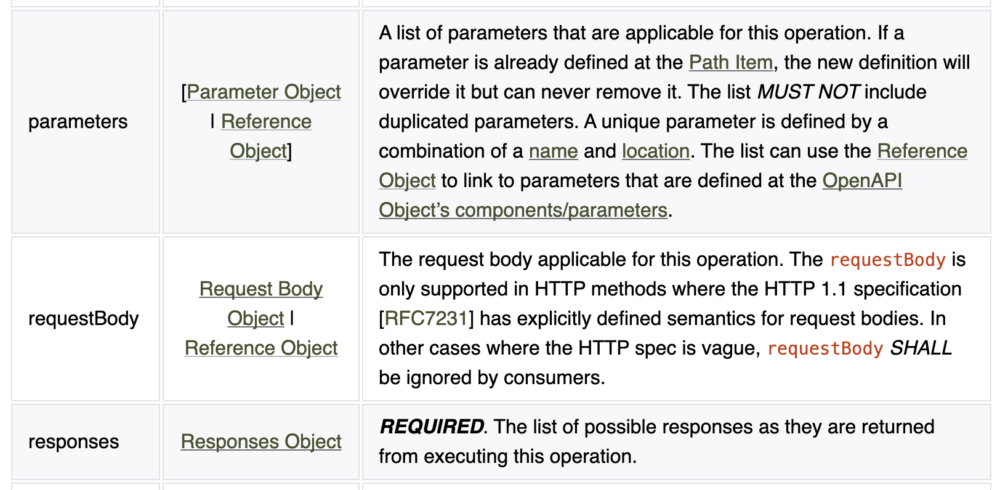 parameters
[Parameter Object
| Reference
Object]
A list of parameters that are applicable for this operation. If a
parameter is already defined at the Path Item, the new definition will
override it but can never remove it. The list MUST NOT include
duplicated parameters. A unique parameter is defined by a
combination of a name and location. The list can use the Reference
Object to link to parameters that are defined at the OpenAPI
Object’s components/parameters.
requestBody
Request Body
Object |
Reference Object
The request body applicable for this operation. The requestBody is
only supported in HTTP methods where the HTTP 1.1 specification
[RFC7231] has explicitly defined semantics for request bodies. In
other cases where the HTTP spec is vague, requestBody SHALL
be ignored by consumers.
responses
Responses Object
REQUIRED. The list of possible responses as they are returned
from executing this operation.